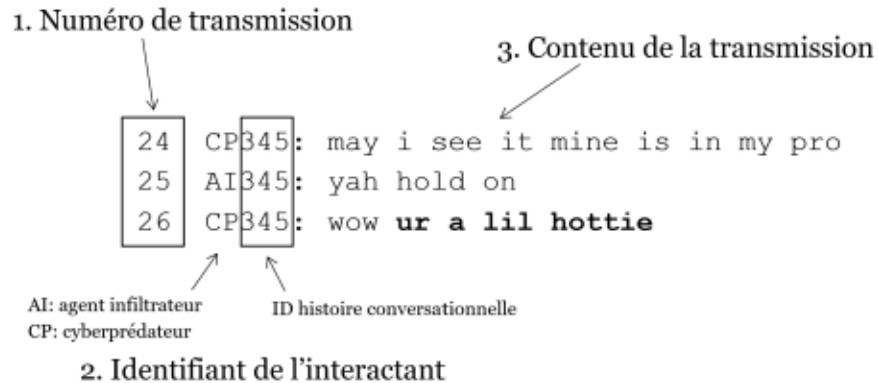 1. Numéro de transmission
3. Contenu de la transmission
24 CP345: may i see it mine is in my pro
25 AI345: yah hold on
26 CP345: wow ur a lil hottie
AI: agent infiltrateur
CP: cyberprédateur
ID histoire conversationnelle
2. Identifiant de l'interactant